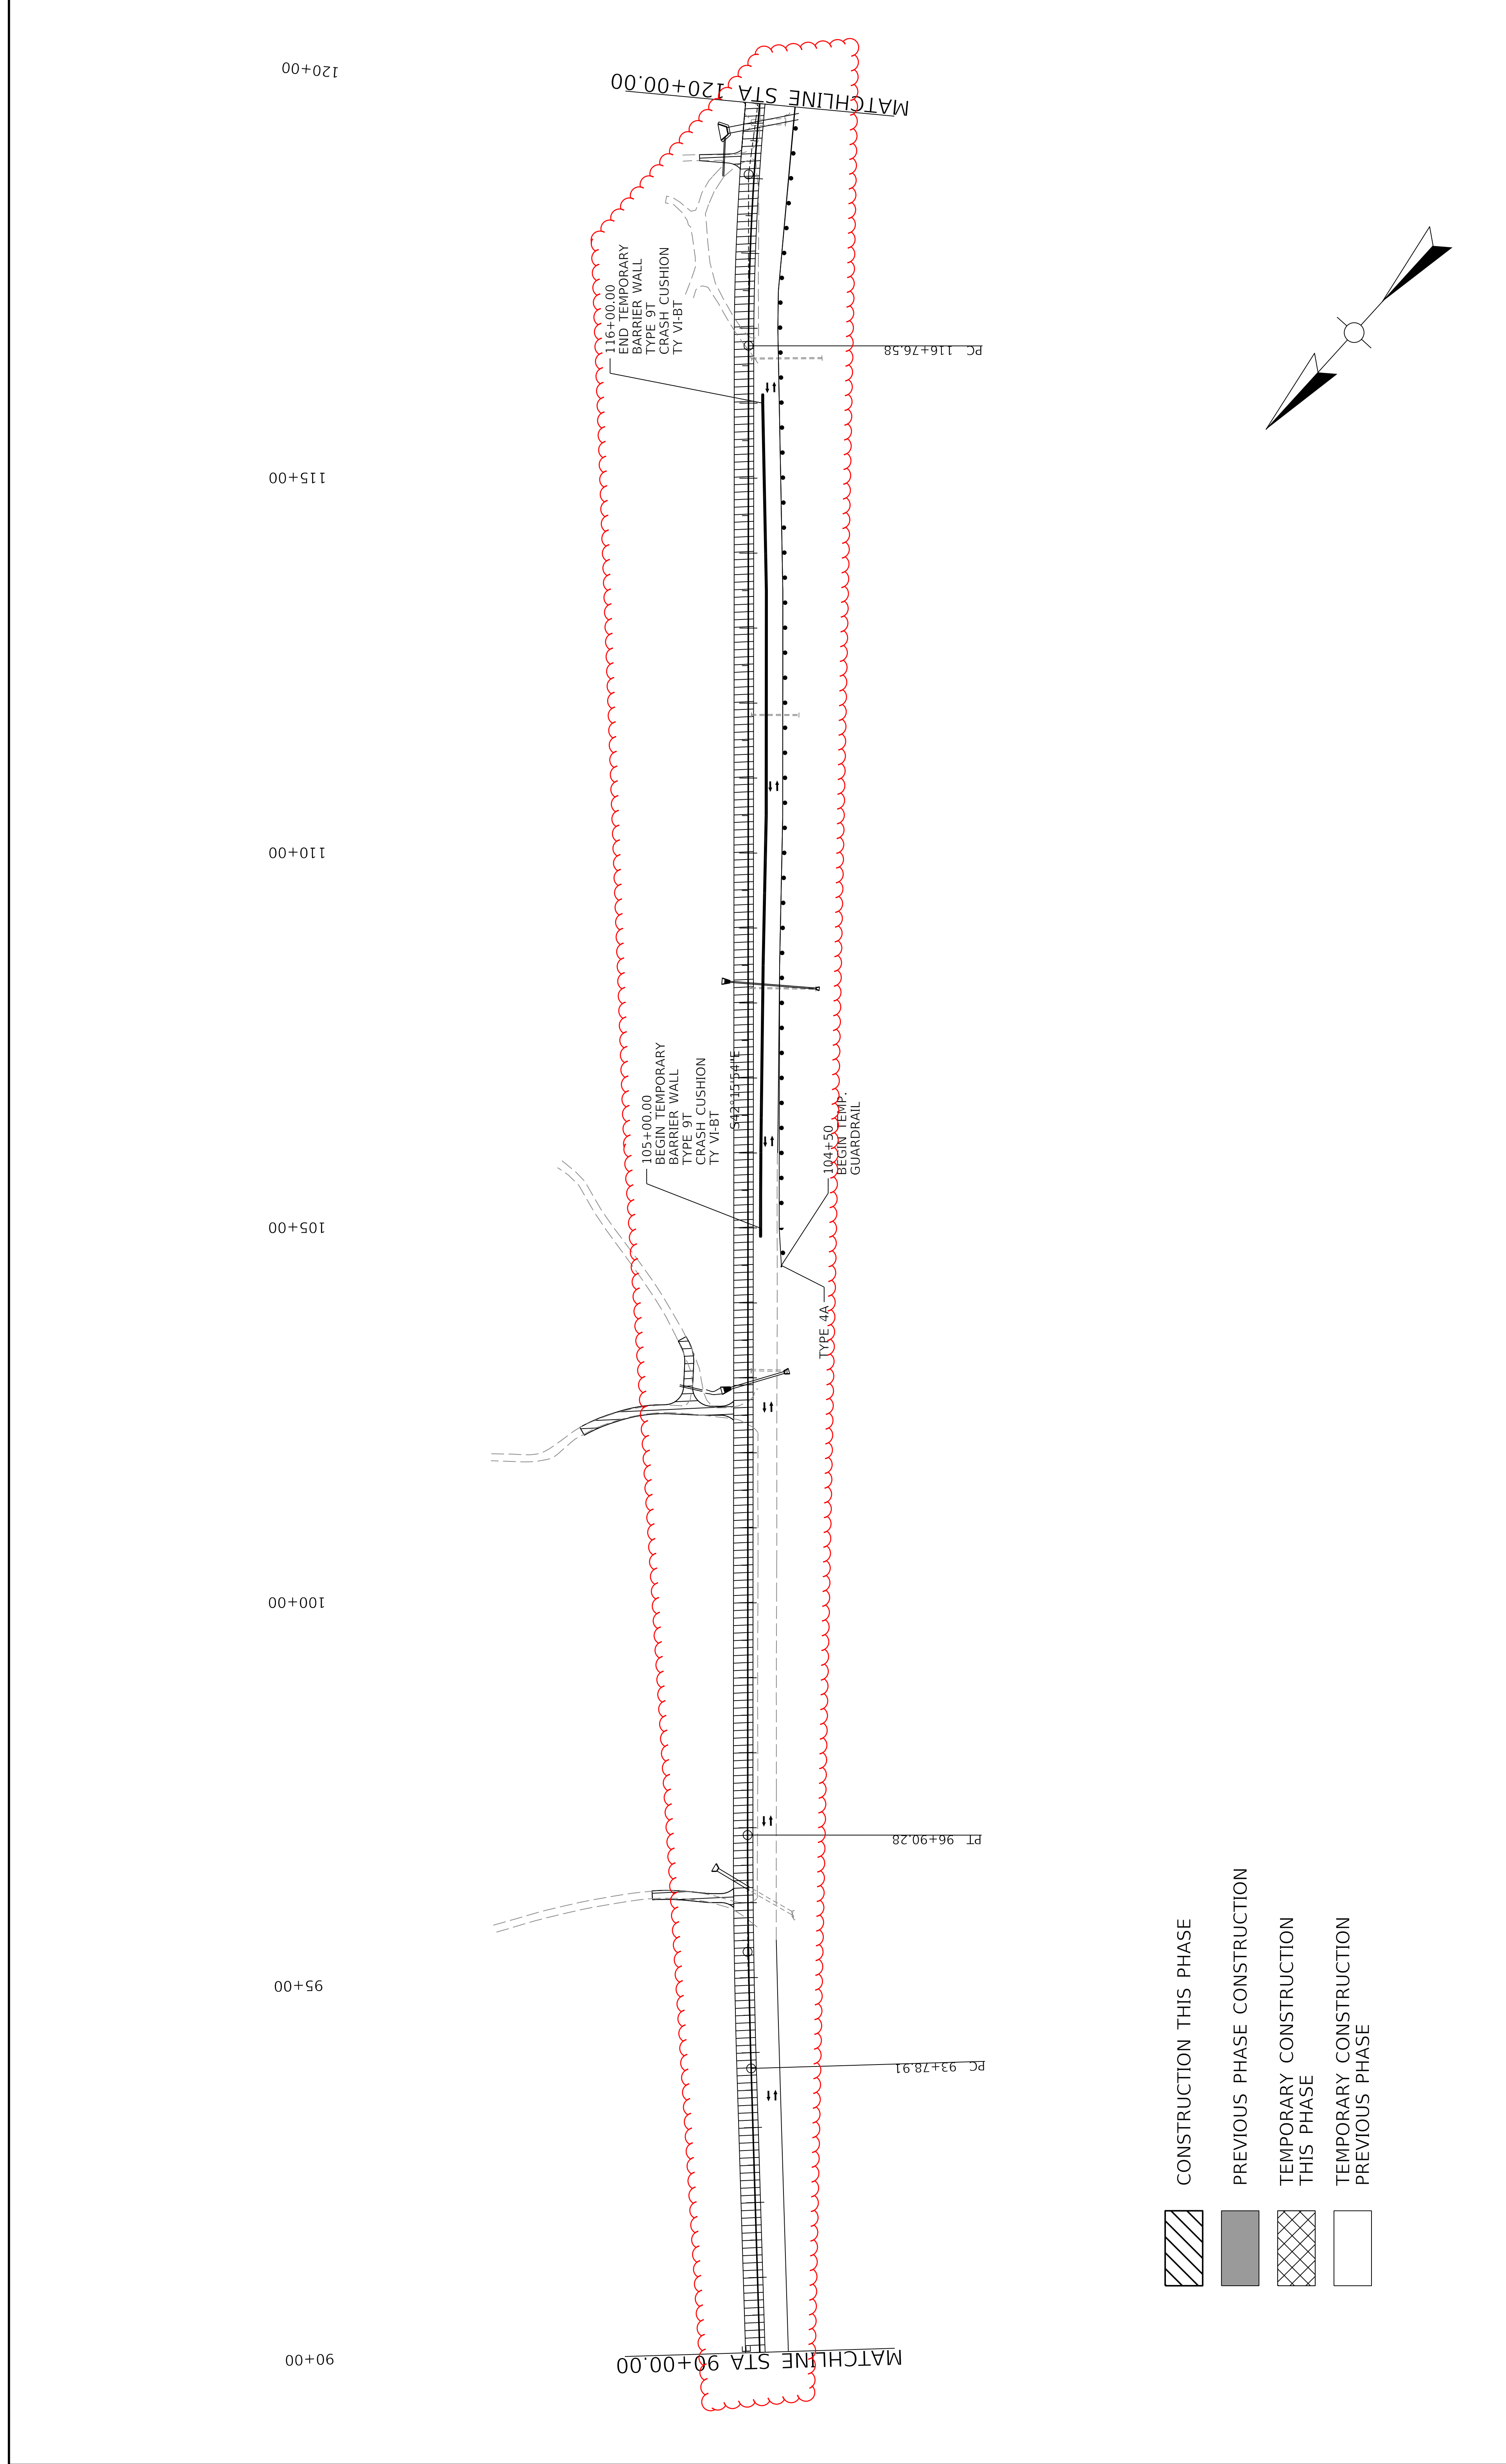 120+00
MATCHLINE STA 120+00.00
116+00.00
END TEMPORARY
BARRIER WALL
TYPE 9T
CRASH CUSHION
TY VI-BT
PC 116+76.58
115+00
110+00
105+00.00
BEGIN TEMPORARY
BARRIER WALL
TYPE 9T
CRASH CUSHION
TY VI-BT
S42°15'54"E
104+50
BEGIN TEMP.
GUARDRAIL
105+00
TYPE 4A
100+00
PT 96+90.28
95+00
PC 93+78.91
90+00
MATCHLINE STA 90+00.00
CONSTRUCTION THIS PHASE
PREVIOUS PHASE CONSTRUCTION
TEMPORARY CONSTRUCTION
THIS PHASE
TEMPORARY CONSTRUCTION
PREVIOUS PHASE